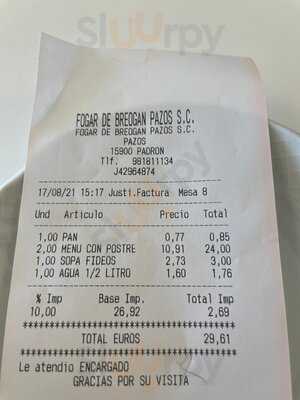 Sluurpy
FOGAR DE BREOGAN PAZOS S.C.
FOGAR DE BREOGAN PAZOS S.C.
PAZOS
15900 PADRON
Tlf. 981811134
J42964874
17/08/21 15:17 Justi.Factura Mesa 8
Und Artículo Precio Total
1,00 PAN 0,77 0,85
2,00 MENU CON POSTRE 10,91 24,00
1,00 SOPA FIDEOS 2,73 3,00
1,00 AGUA 1/2 LITRO 1,60 1,76
% Imp Base Imp. Total Imp
10,00 26,92 2,69
TOTAL EUROS 29,61
Le atendio ENCARGADO
GRACIAS POR SU VISITA